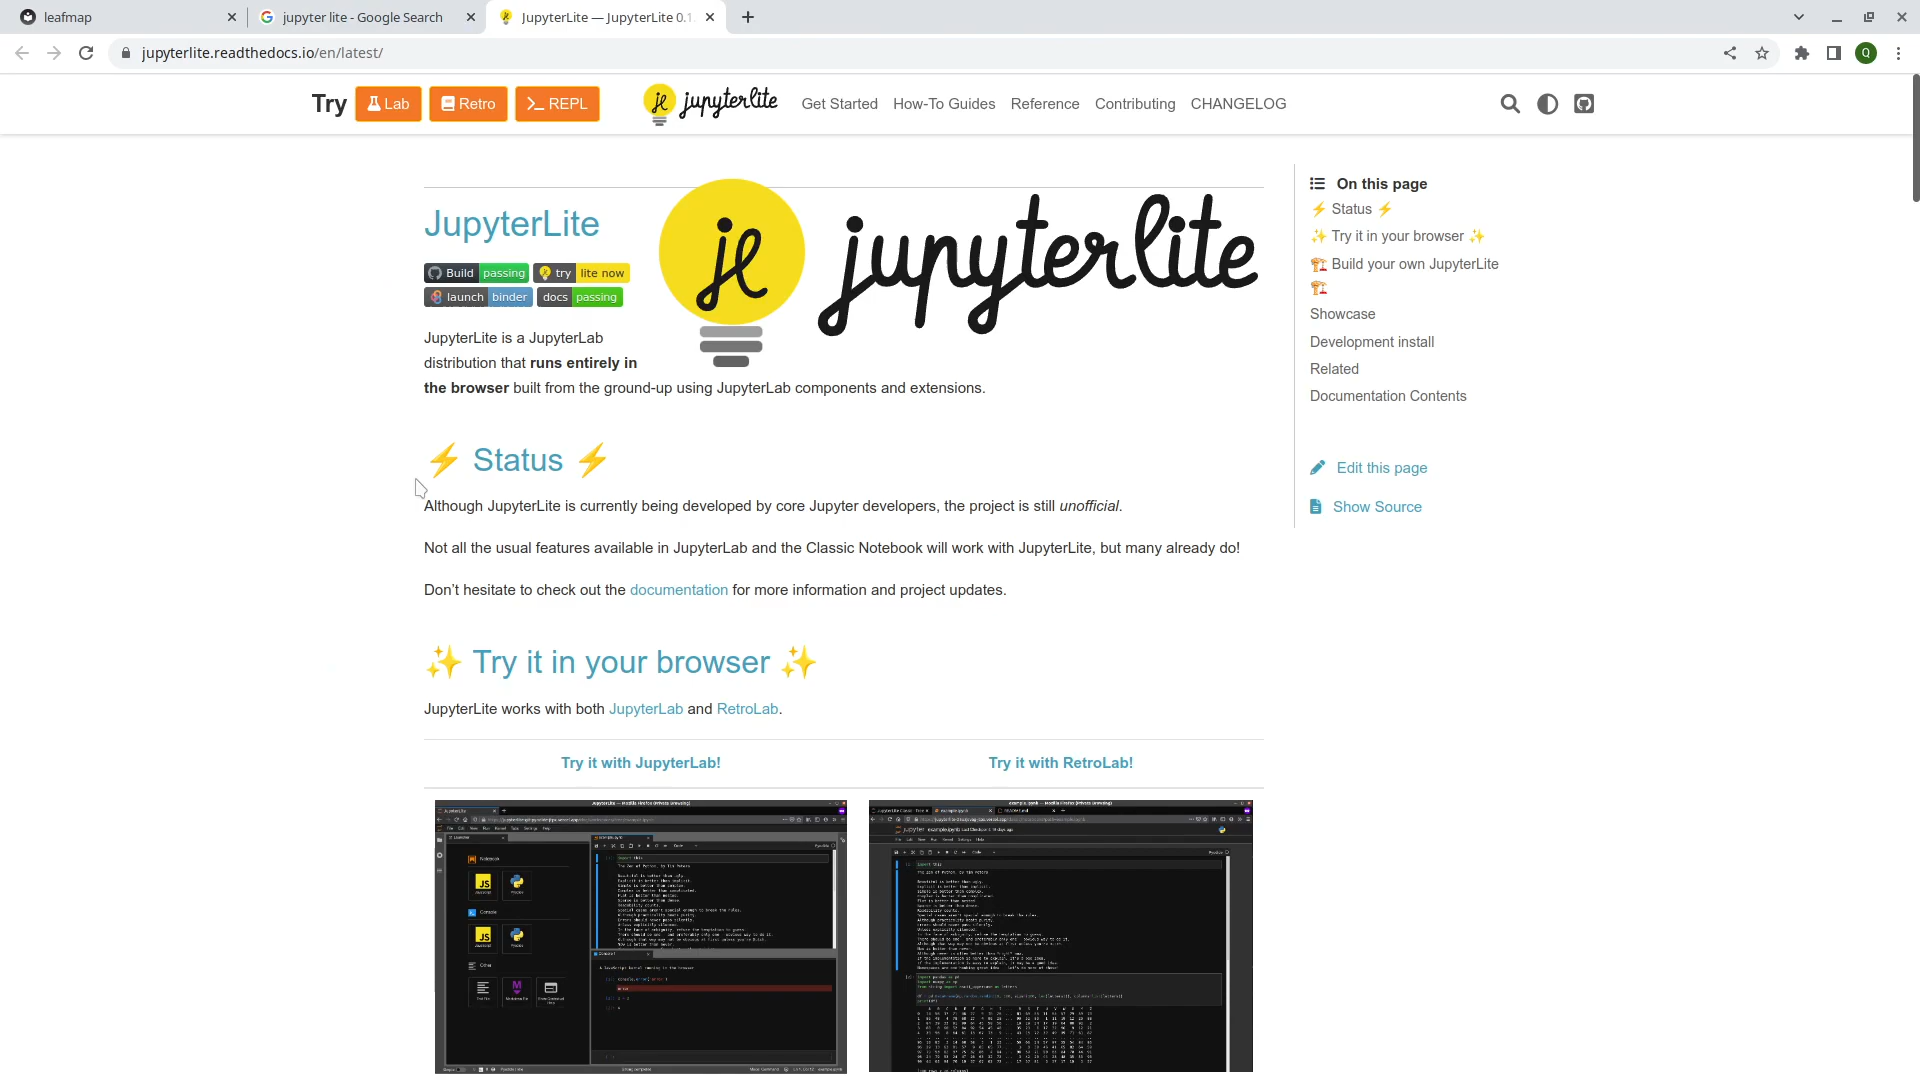 leafmap
jupyter lite - Google Search
JupyterLite — JupyterLite 0.1.
jupyterlite.readthedocs.io/en/latest/
Q
Try
Lab
Retro
REPL
jupyterlite
Get Started
How-To Guides
Reference
Contributing
CHANGELOG
JupyterLite
jupyterlite
Build passing
try lite now
launch binder
docs passing
JupyterLite is a JupyterLab
distribution that runs entirely in
the browser built from the ground-up using JupyterLab components and extensions.
⚡ Status ⚡
Although JupyterLite is currently being developed by core Jupyter developers, the project is still unofficial.
Not all the usual features available in JupyterLab and the Classic Notebook will work with JupyterLite, but many already do!
Don’t hesitate to check out the documentation for more information and project updates.
✨ Try it in your browser ✨
JupyterLite works with both JupyterLab and RetroLab.
Try it with JupyterLab!
Try it with RetroLab!
On this page
⚡ Status ⚡
✨ Try it in your browser ✨
🏗️ Build your own JupyterLite
🏗️
Showcase
Development install
Related
Documentation Contents
Edit this page
Show Source